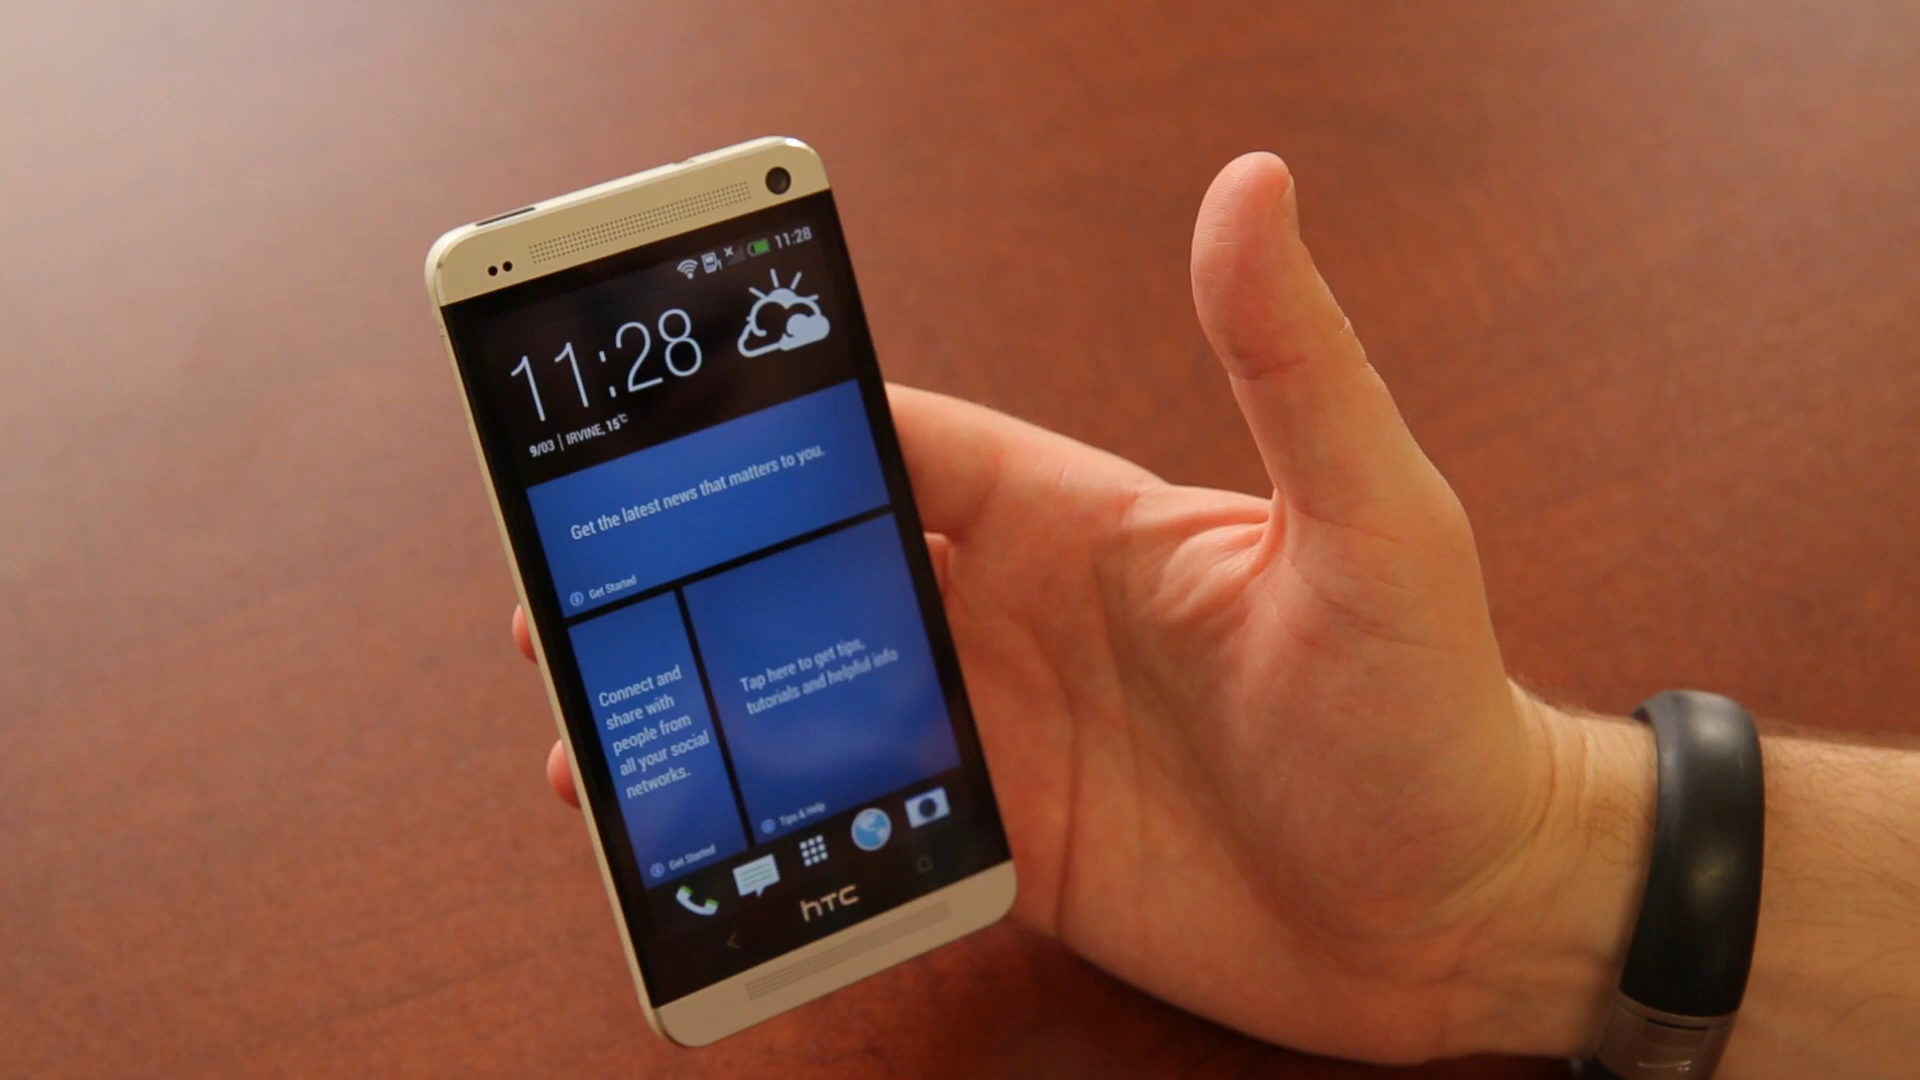 11:28
11:28
9/03 | IRVINE, 15°C
Get the latest news that matters to you.
Get Started
Connect and
share with
people from
all your social
networks.
Get Started
Tap here to get tips,
tutorials and helpful info
Tips & Help
hTC